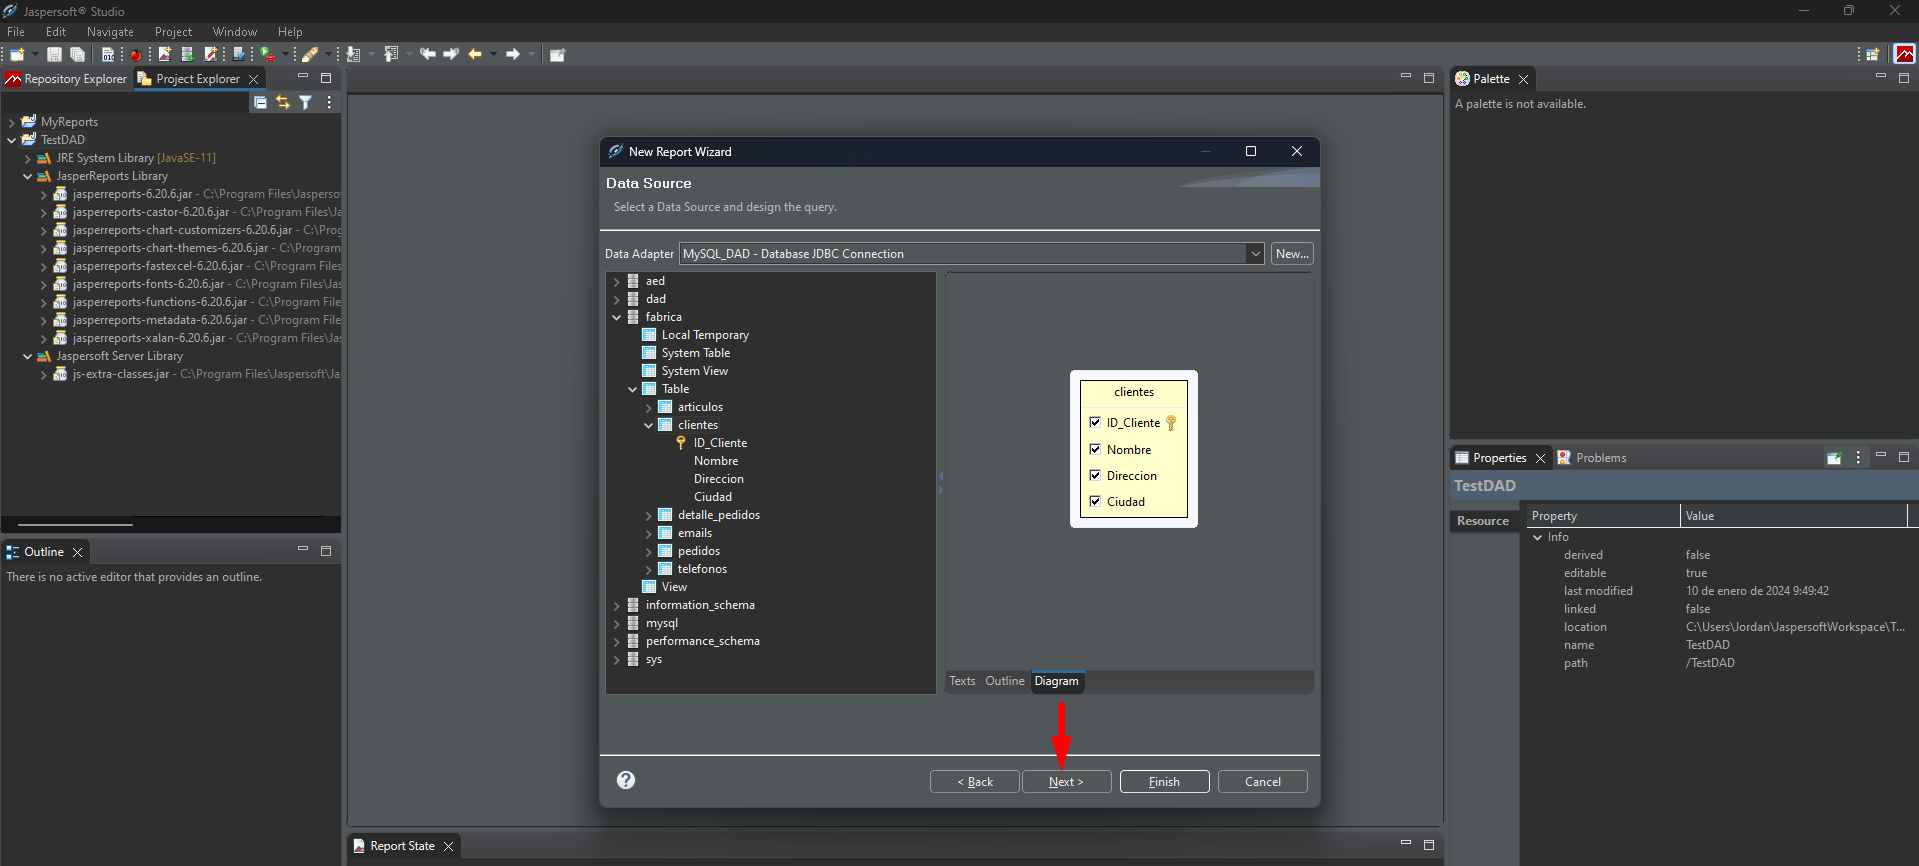 Jaspersoft® Studio
File Edit Navigate Project Window Help
Repository Explorer Project Explorer
MyReports
TestDAD
JRE System Library [JavaSE-11]
JasperReports Library
jasperreports-6.20.6.jar - C:\Program Files\Jasperso
jasperreports-castor-6.20.6.jar - C:\Program Files\Ja
jasperreports-chart-customizers-6.20.6.jar - C:\Prog
jasperreports-chart-themes-6.20.6.jar - C:\Program
jasperreports-fastexcel-6.20.6.jar - C:\Program Files
jasperreports-fonts-6.20.6.jar - C:\Program Files\Jas
jasperreports-functions-6.20.6.jar - C:\Program File
jasperreports-metadata-6.20.6.jar - C:\Program File
jasperreports-xalan-6.20.6.jar - C:\Program Files\Ja
Jaspersoft Server Library
js-extra-classes.jar - C:\Program Files\Jaspersoft\Ja
Outline
There is no active editor that provides an outline.
New Report Wizard
Data Source
Select a Data Source and design the query.
Data Adapter MySQL_DAD - Database JDBC Connection New...
aed
dad
fabrica
Local Temporary
System Table
System View
Table
articulos
clientes
ID_Cliente
Nombre
Direccion
Ciudad
detalle_pedidos
emails
pedidos
telefonos
View
information_schema
mysql
performance_schema
sys
clientes
ID_Cliente
Nombre
Direccion
Ciudad
Texts Outline Diagram
? < Back Next > Finish Cancel
Report State
Palette
A palette is not available.
Properties Problems
TestDAD
Resource
Property Value
Info
derived false
editable true
last modified 10 de enero de 2024 9:49:42
linked false
location C:\Users\Jordan\JaspersoftWorkspace\T...
name TestDAD
path /TestDAD